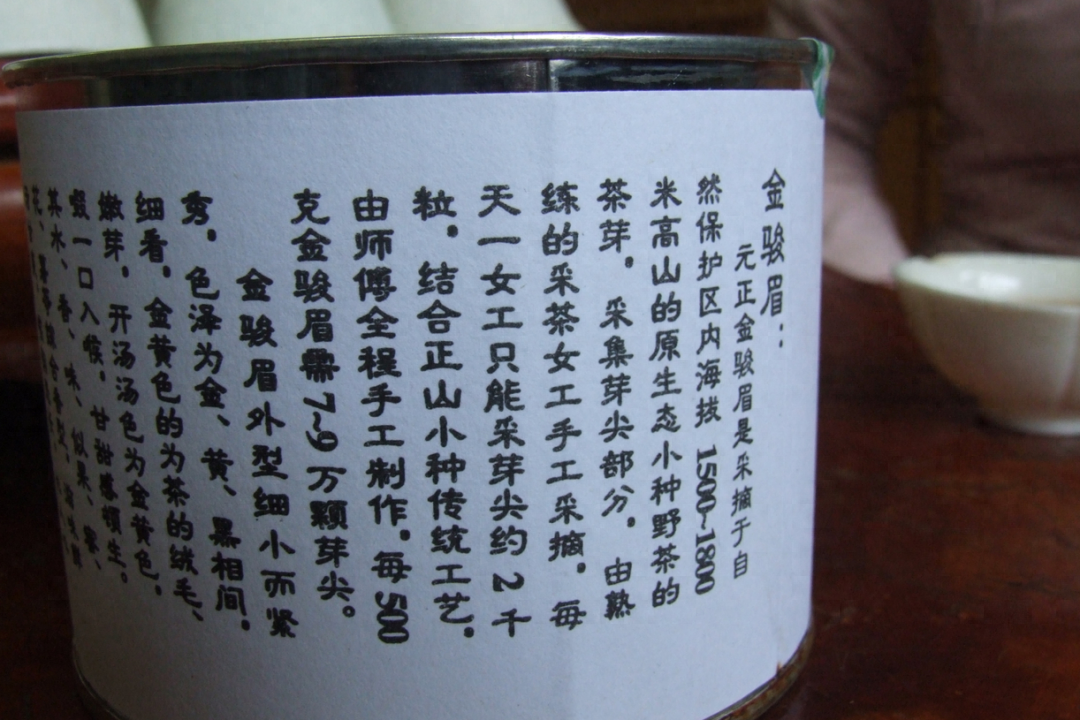 金骏眉：
元正金骏眉是采摘于自
然保护区内海拔 1500~1800
米高山的原生态小种野茶的
茶芽。采集芽尖部分，由熟
练的采茶女工手工采摘。每
天一女工只能采芽尖约 2 千
粒，结合正山小种传统工艺，
由师傅全程手工制作。每 500
克金骏眉需 7~9 万颗芽尖。
金骏眉外型细小而紧
秀，色泽为金、黄、黑相间，
细看，金黄色的为茶的绒毛、
嫩芽，开汤汤色为金黄色，
一口入喉，甘甜感顿生。
其水、香、味、似果、